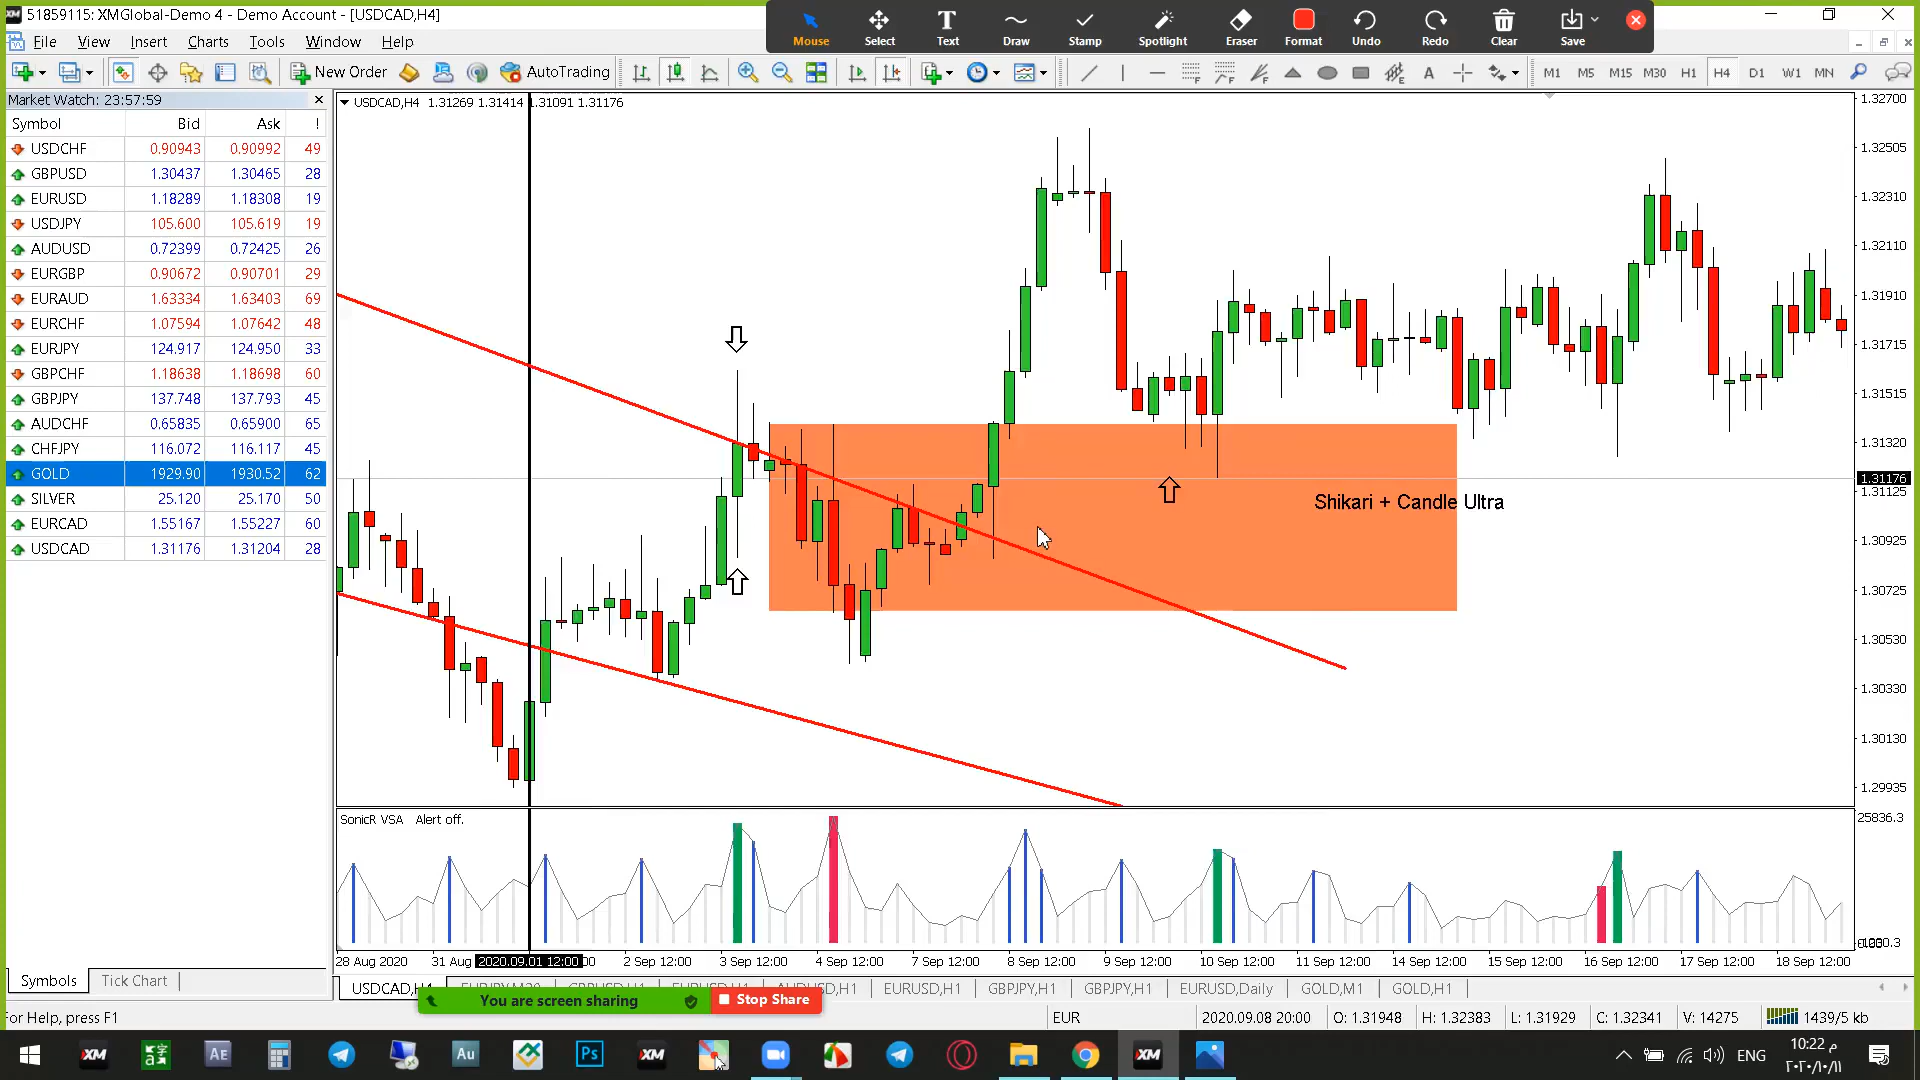 51859115: XMGlobal-Demo 4 - Demo Account - [USDCAD,H4]
Mouse Select Text Draw Stamp Spotlight Eraser Format Undo Redo Clear Save
File View Insert Charts Tools Window Help
New Order AutoTrading M1 M5 M15 M30 H1 H4 D1 W1 MN
Market Watch: 23:57:59
Symbol Bid Ask !
USDCHF 0.90943 0.90992 49
GBPUSD 1.30437 1.30465 28
EURUSD 1.18289 1.18308 19
USDJPY 105.600 105.619 19
AUDUSD 0.72399 0.72425 26
EURGBP 0.90672 0.90701 29
EURAUD 1.63334 1.63403 69
EURCHF 1.07594 1.07642 48
EURJPY 124.917 124.950 33
GBPCHF 1.18638 1.18698 60
GBPJPY 137.748 137.793 45
AUDCHF 0.65835 0.65900 65
CHFJPY 116.072 116.117 45
GOLD 1929.90 1930.52 62
SILVER 25.120 25.170 50
EURCAD 1.55167 1.55227 60
USDCAD 1.31176 1.31204 28
Symbols Tick Chart
USDCAD,H4 1.31269 1.31414 1.31091 1.31176
Shikari + Candle Ultra
1.32700
1.32505
1.32310
1.32110
1.31910
1.31715
1.31515
1.31320
1.31176
1.31125
1.30925
1.30725
1.30530
1.30330
1.30130
1.29935
SonicR VSA Alert off.
25836.3
28 Aug 2020 31 Aug 2020.09.01 12:00 2 Sep 12:00 3 Sep 12:00 4 Sep 12:00 7 Sep 12:00 8 Sep 12:00 9 Sep 12:00 10 Sep 12:00 11 Sep 12:00 14 Sep 12:00 15 Sep 12:00 16 Sep 12:00 17 Sep 12:00 18 Sep 12:00
USDCAD,H4 EURUSD,H1 GBPJPY,H1 GBPJPY,H1 EURUSD,Daily GOLD,M1 GOLD,H1
You are screen sharing Stop Share
For Help, press F1 EUR 2020.09.08 20:00 O: 1.31948 H: 1.32383 L: 1.31929 C: 1.32341 V: 14275 1439/5 kb
XM Ae Au Ps XM XM ENG
10:22 م
٢٠٢٠/١٠/١١